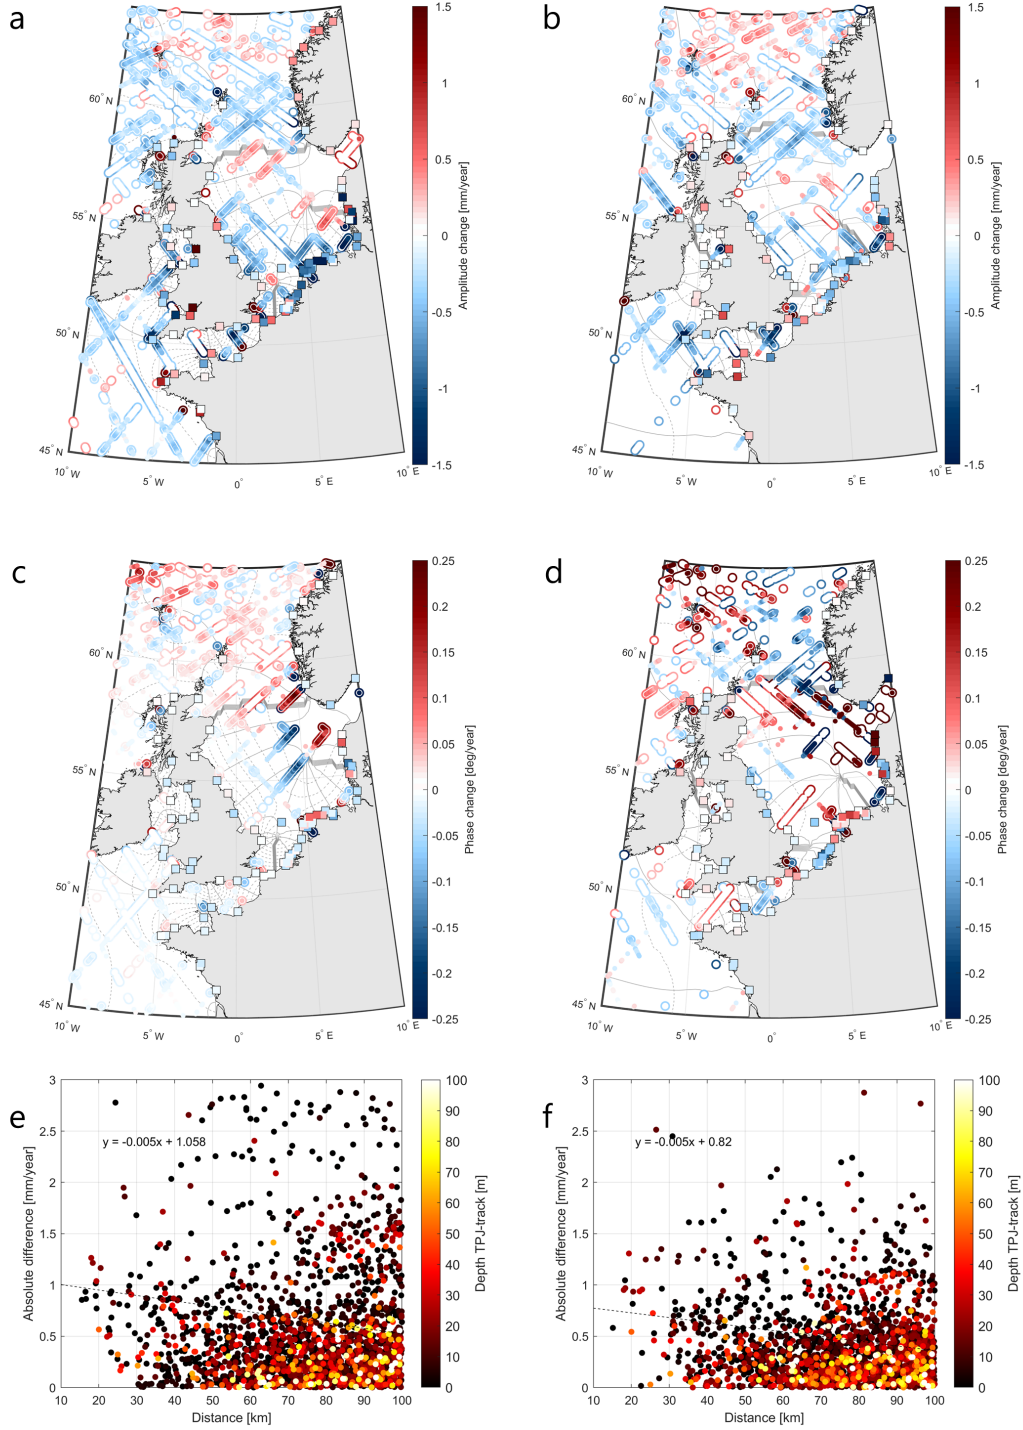 a
60° N
55° N
50° N
45° N
10° W
5° W
0°
5° E
10° E
1.5
1
0.5
0
-0.5
-1
-1.5
Amplitude change [mm/year]
b
60° N
55° N
50° N
45° N
10° W
5° W
0°
5° E
10° E
1.5
1
0.5
0
-0.5
-1
-1.5
Amplitude change [mm/year]
c
60° N
55° N
50° N
45° N
10° W
5° W
0°
5° E
10° E
0.25
0.2
0.15
0.1
0.05
0
-0.05
-0.1
-0.15
-0.2
-0.25
Phase change [deg/year]
d
60° N
55° N
50° N
45° N
10° W
5° W
0°
5° E
10° E
0.25
0.2
0.15
0.1
0.05
0
-0.05
-0.1
-0.15
-0.2
-0.25
Phase change [deg/year]
e
y = -0.005x + 1.058
3
2.5
2
1.5
1
0.5
0
Absolute difference [mm/year]
10 20 30 40 50 60 70 80 90 100
Distance [km]
100
90
80
70
60
50
40
30
20
10
0
Depth TPJ-track [m]
f
y = -0.005x + 0.82
3
2.5
2
1.5
1
0.5
0
Absolute difference [mm/year]
10 20 30 40 50 60 70 80 90 100
Distance [km]
100
90
80
70
60
50
40
30
20
10
0
Depth TPJ-track [m]